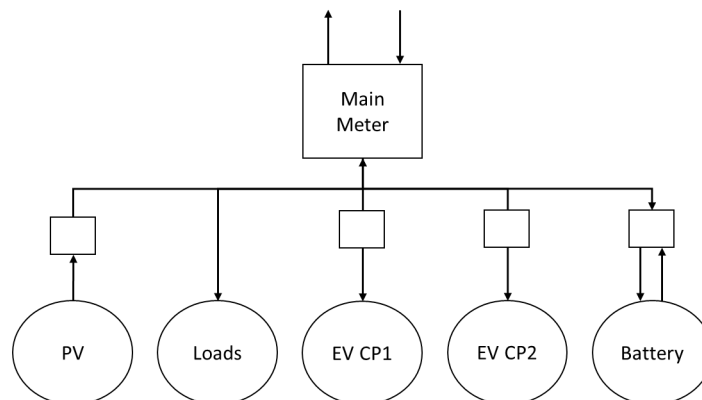 Main
Meter
PV
Loads
EV CP1
EV CP2
Battery